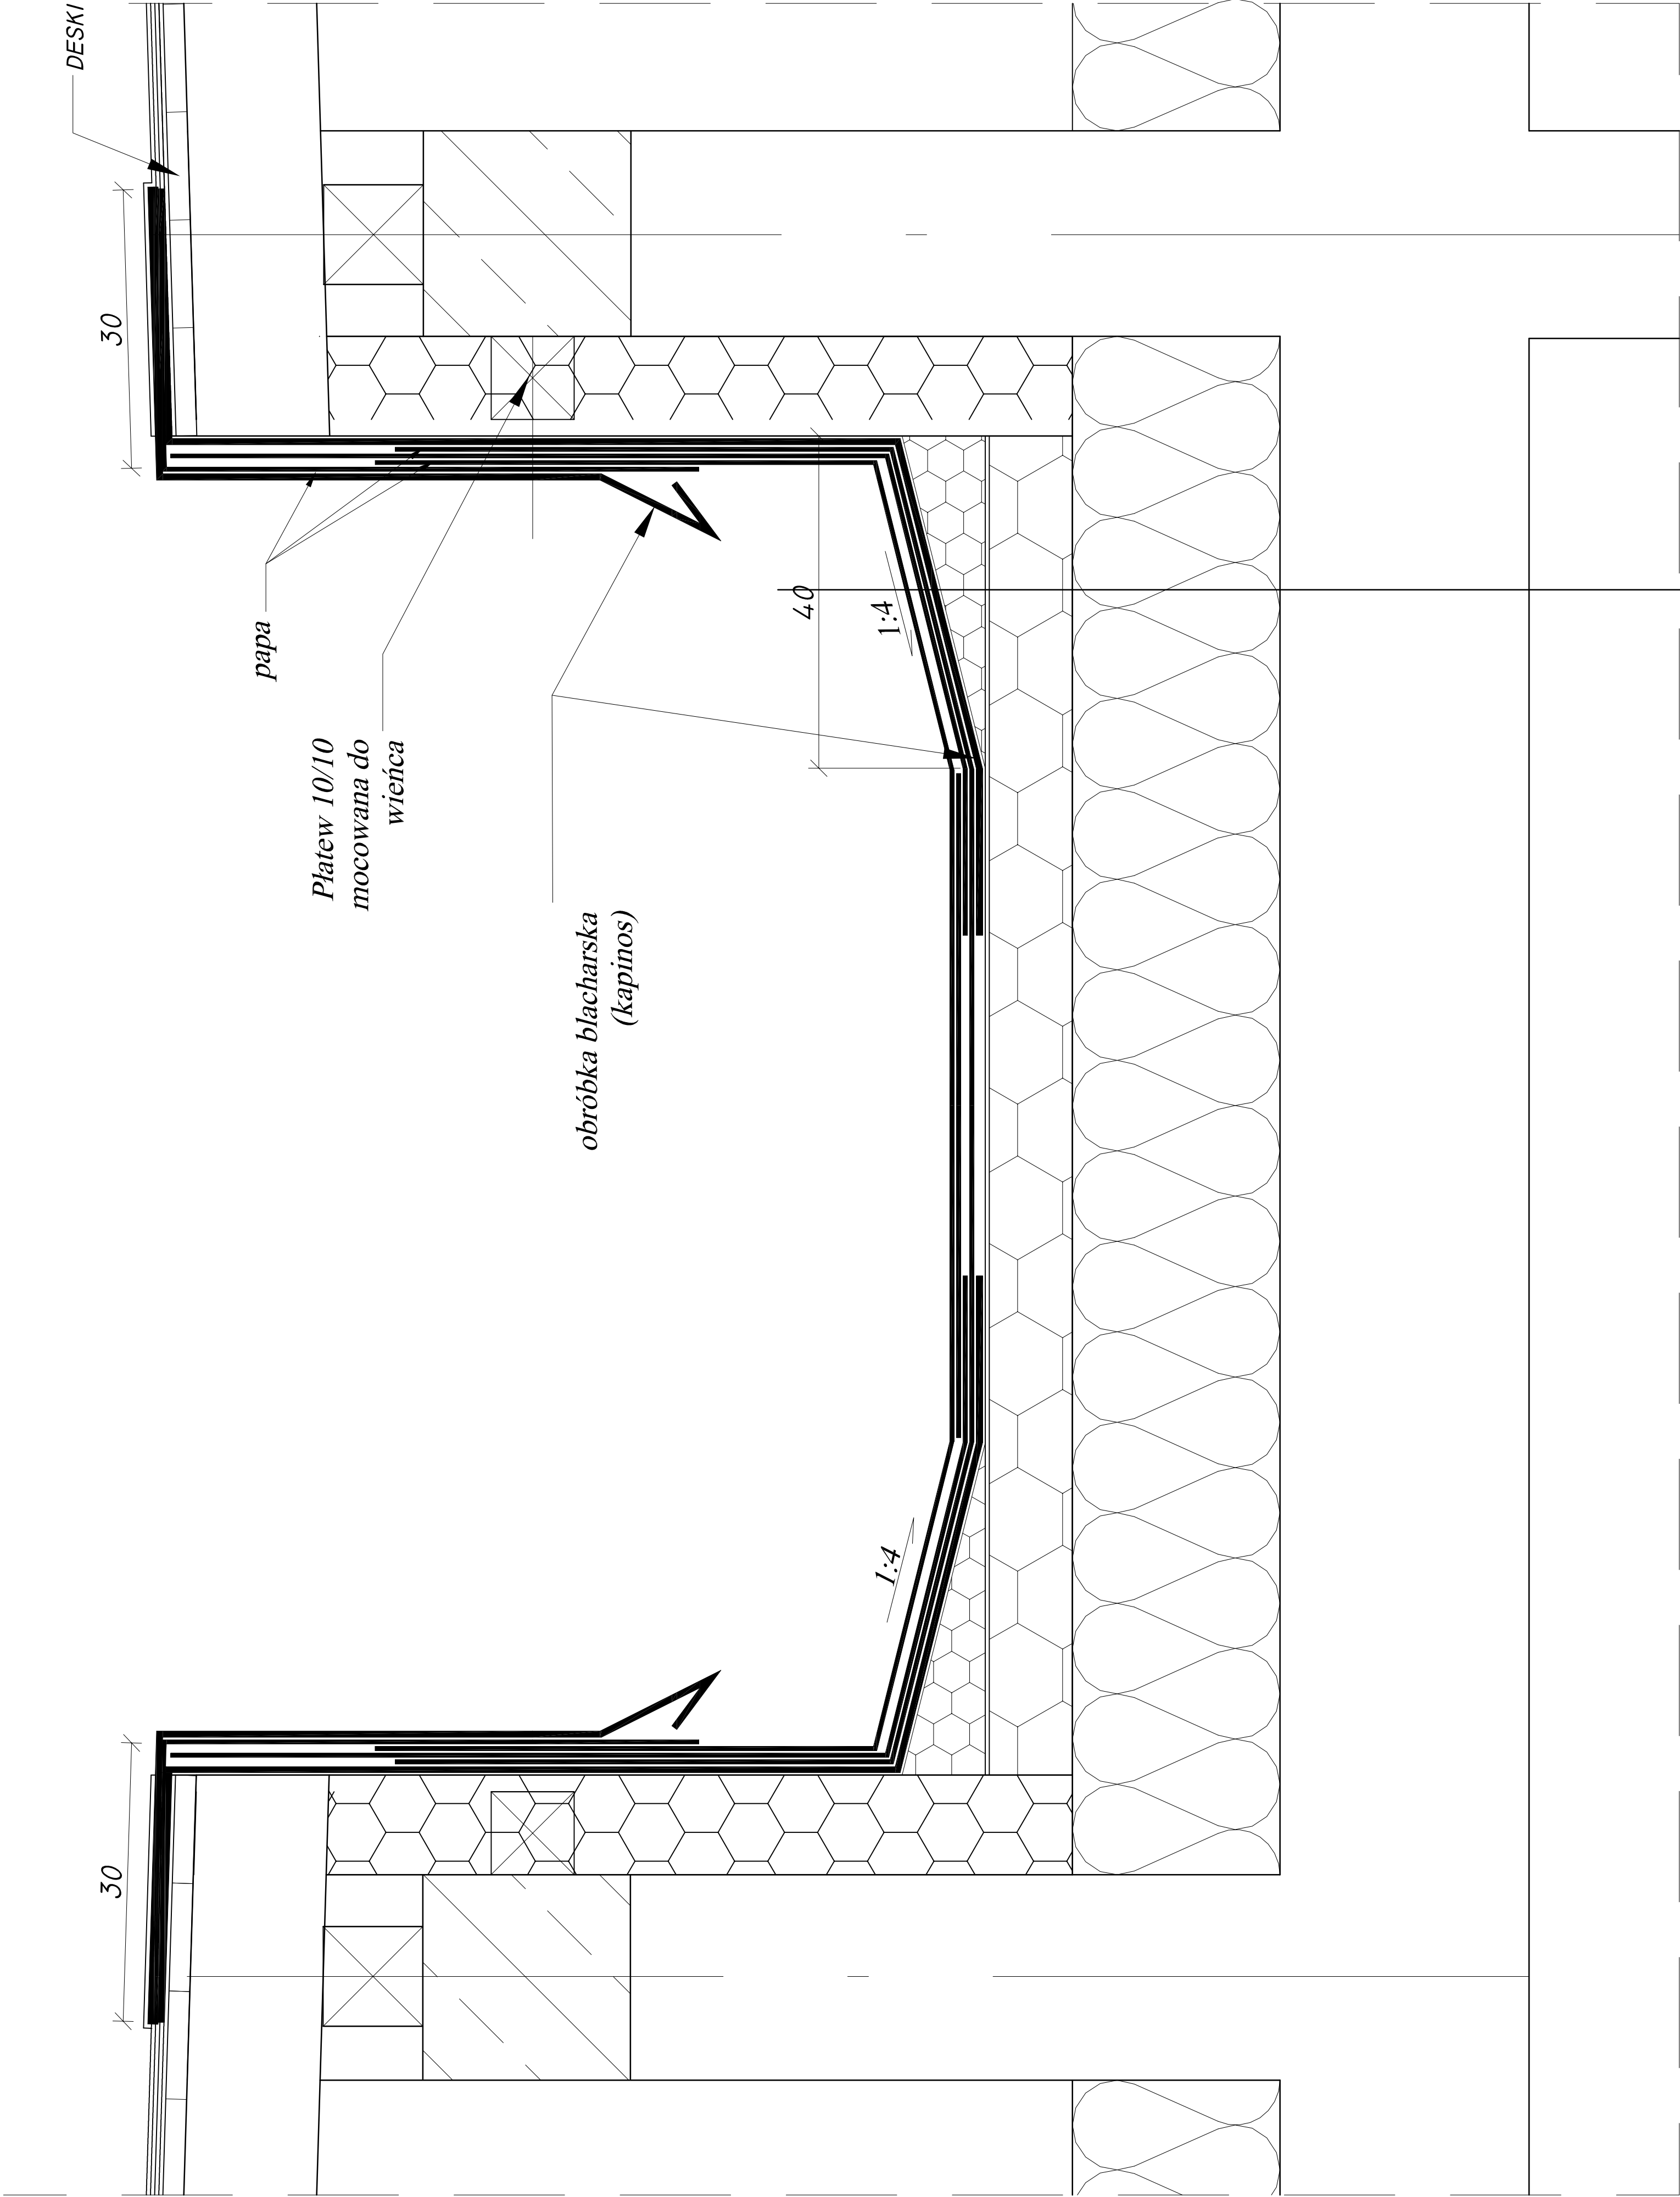 DESKI
30
papa
Płatew 10/10
mocowana do
wieńca
obróbka blacharska
(kapinos)
40
1:4
1:4
30